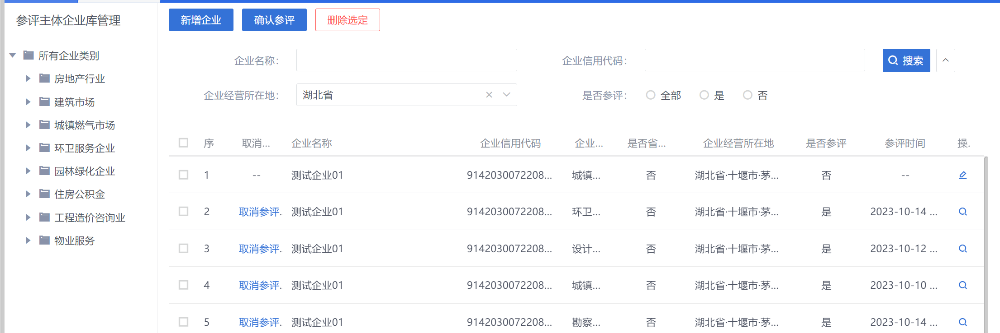 参评主体企业库管理
所有企业类别
房地产行业
建筑市场
城镇燃气市场
环卫服务企业
园林绿化企业
住房公积金
工程造价咨询业
物业服务
新增企业 确认参评 删除选定
企业名称： 企业信用代码： 搜索
企业经营所在地： 湖北省 是否参评： 全部 是 否
序 取消... 企业名称 企业信用代码 企业... 是否省... 企业经营所在地 是否参评 参评时间 操.
1 -- 测试企业01 9142030072208... 城镇... 否 湖北省·十堰市·茅... 否 --
2 取消参评. 测试企业01 9142030072208... 环卫... 否 湖北省·十堰市·茅... 是 2023-10-14 ...
3 取消参评. 测试企业01 9142030072208... 设计... 否 湖北省·十堰市·茅... 是 2023-10-12 ...
4 取消参评. 测试企业01 9142030072208... 城镇... 否 湖北省·十堰市·茅... 是 2023-10-10 ...
5 取消参评. 测试企业01 9142030072208... 勘察... 否 湖北省·十堰市·茅... 是 2023-10-14 ...